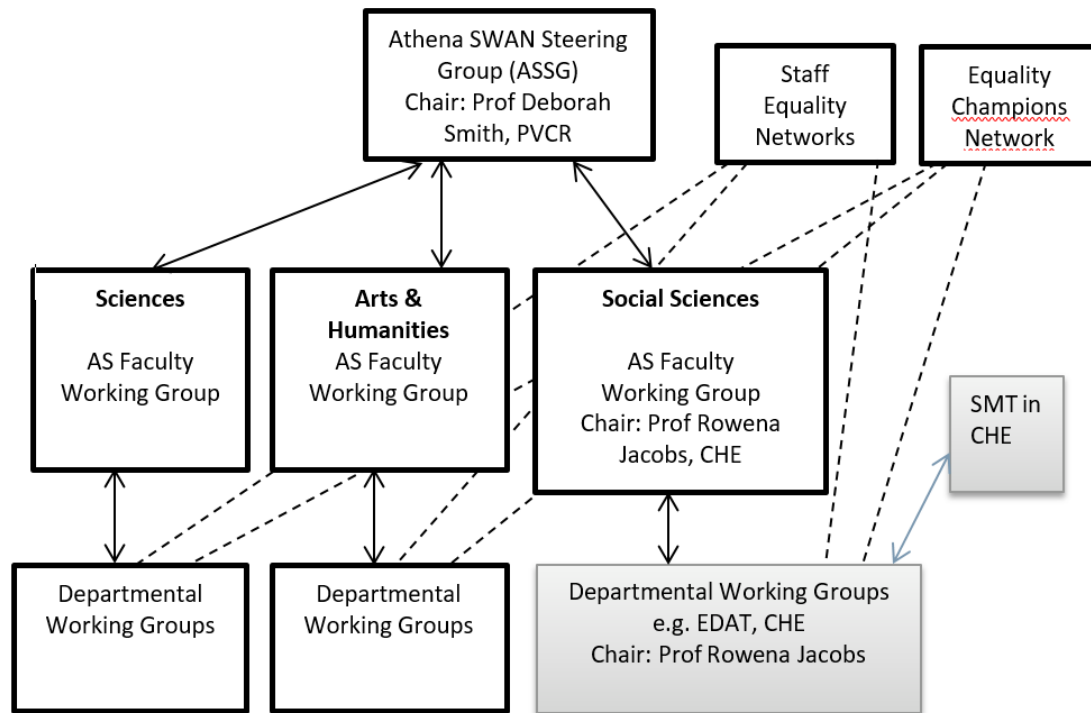 Athena SWAN Steering
Group (ASSG)
Chair: Prof Deborah
Smith, PVCR
Staff
Equality
Networks
Equality
Champions
Network
Sciences
AS Faculty
Working Group
Arts &
Humanities
AS Faculty
Working Group
Social Sciences
AS Faculty
Working Group
Chair: Prof Rowena
Jacobs, CHE
SMT in
CHE
Departmental
Working Groups
Departmental
Working Groups
Departmental Working Groups
e.g. EDAT, CHE
Chair: Prof Rowena Jacobs